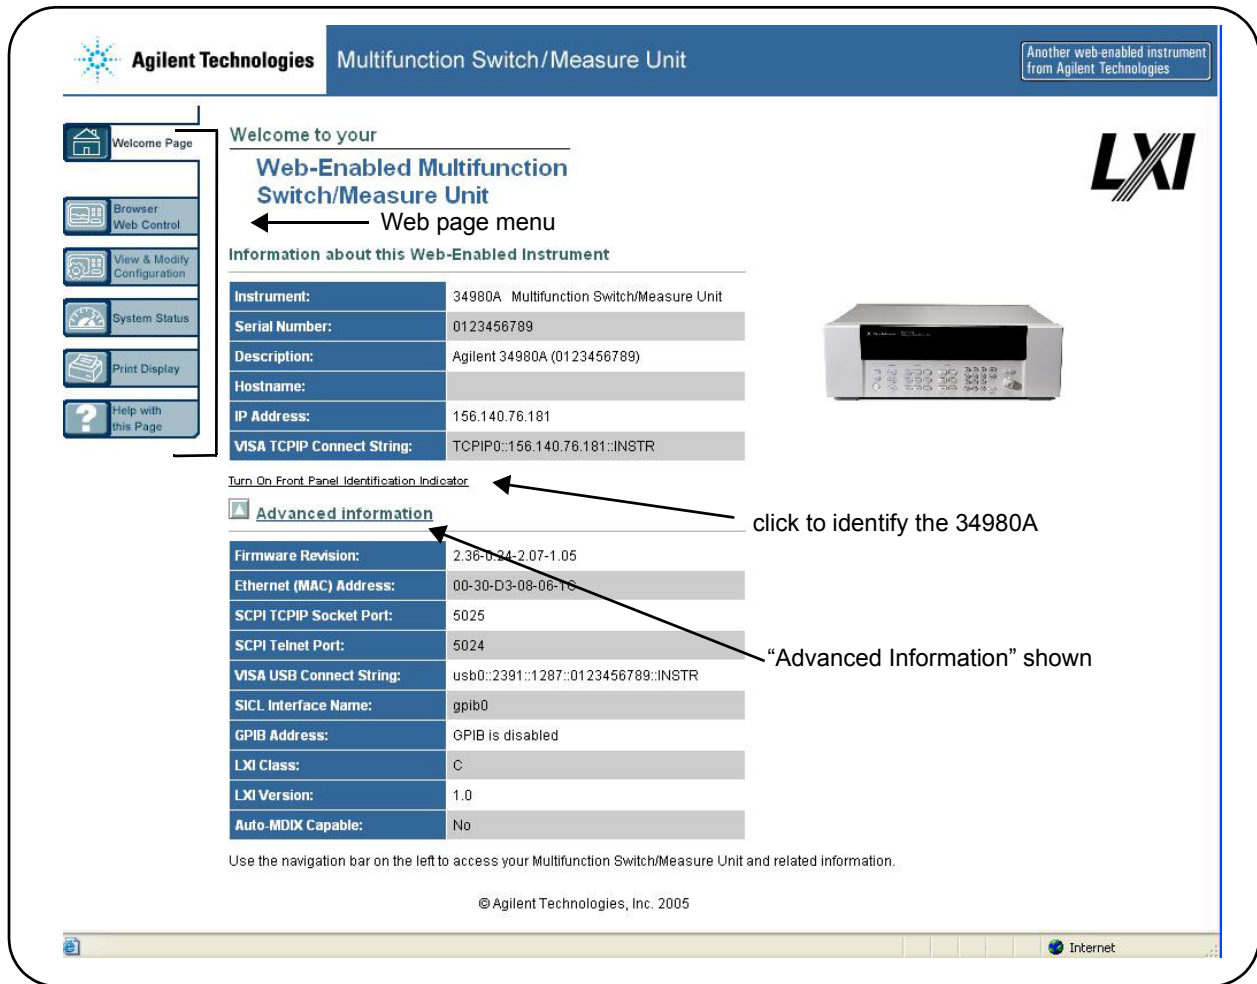 Agilent Technologies
Multifunction Switch/Measure Unit
Another web-enabled instrument
from Agilent Technologies
Welcome Page
Browser
Web Control
View & Modify
Configuration
System Status
Print Display
Help with
this Page
Welcome to your
Web-Enabled Multifunction
Switch/Measure Unit
Web page menu
LXI
Information about this Web-Enabled Instrument
Instrument: 34980A Multifunction Switch/Measure Unit
Serial Number: 0123456789
Description: Agilent 34980A (0123456789)
Hostname:
IP Address: 156.140.76.181
VISA TCPIP Connect String: TCPIP0::156.140.76.181::INSTR
Turn On Front Panel Identification Indicator
click to identify the 34980A
Advanced information
Firmware Revision: 2.36-0.24-2.07-1.05
Ethernet (MAC) Address: 00-30-D3-08-06-1C
SCPI TCPIP Socket Port: 5025
SCPI Telnet Port: 5024
“Advanced Information” shown
VISA USB Connect String: usb0::2391::1287::0123456789::INSTR
SICL Interface Name: gpib0
GPIB Address: GPIB is disabled
LXI Class: C
LXI Version: 1.0
Auto-MDIX Capable: No
Use the navigation bar on the left to access your Multifunction Switch/Measure Unit and related information.
© Agilent Technologies, Inc. 2005
Internet